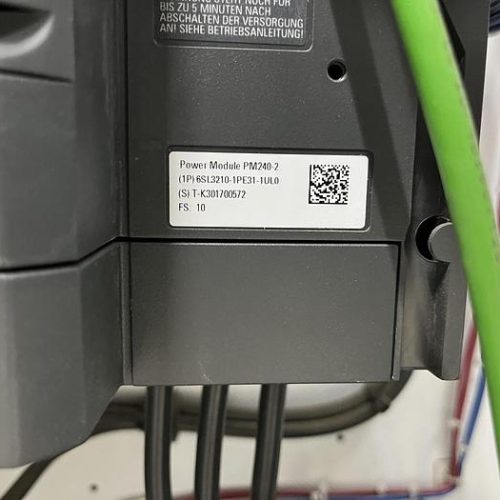 BIS ZU 5 MINUTEN NACH
ABSCHALTEN DER VERSORGUNG
AN! SIEHE BETRIEBSANLEITUNG!
Power Module PM240-2
(1P) 6SL3210-1PE31-1UL0
(S) T-K301700572
FS: 10